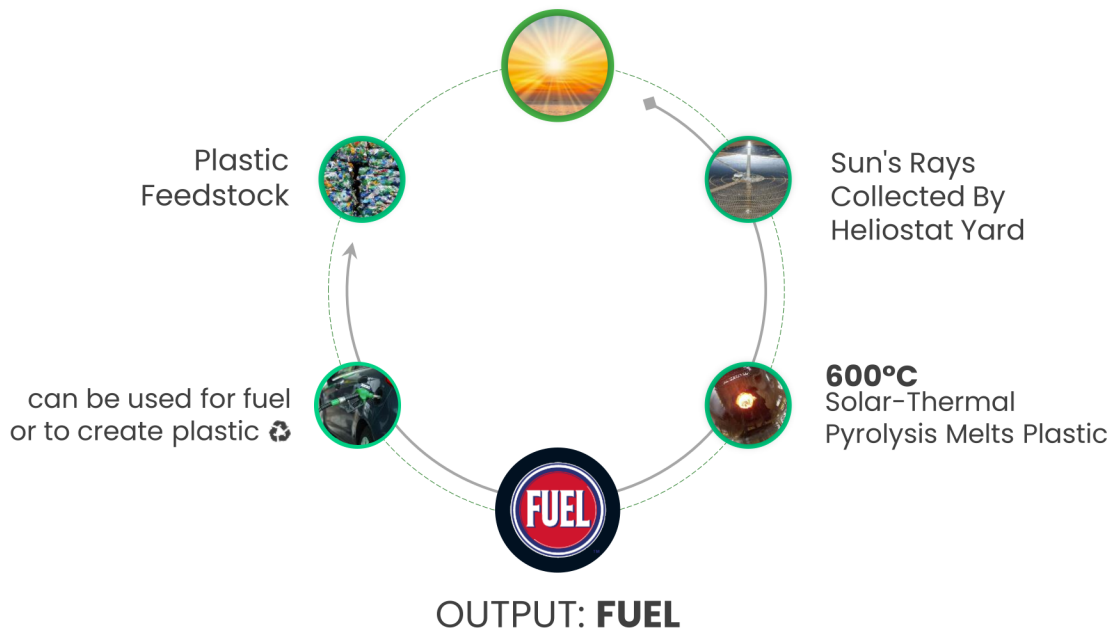 Plastic
Feedstock
Sun's Rays
Collected By
Heliostat Yard
can be used for fuel
or to create plastic ♻
600°C
Solar-Thermal
Pyrolysis Melts Plastic
FUEL
OUTPUT: FUEL